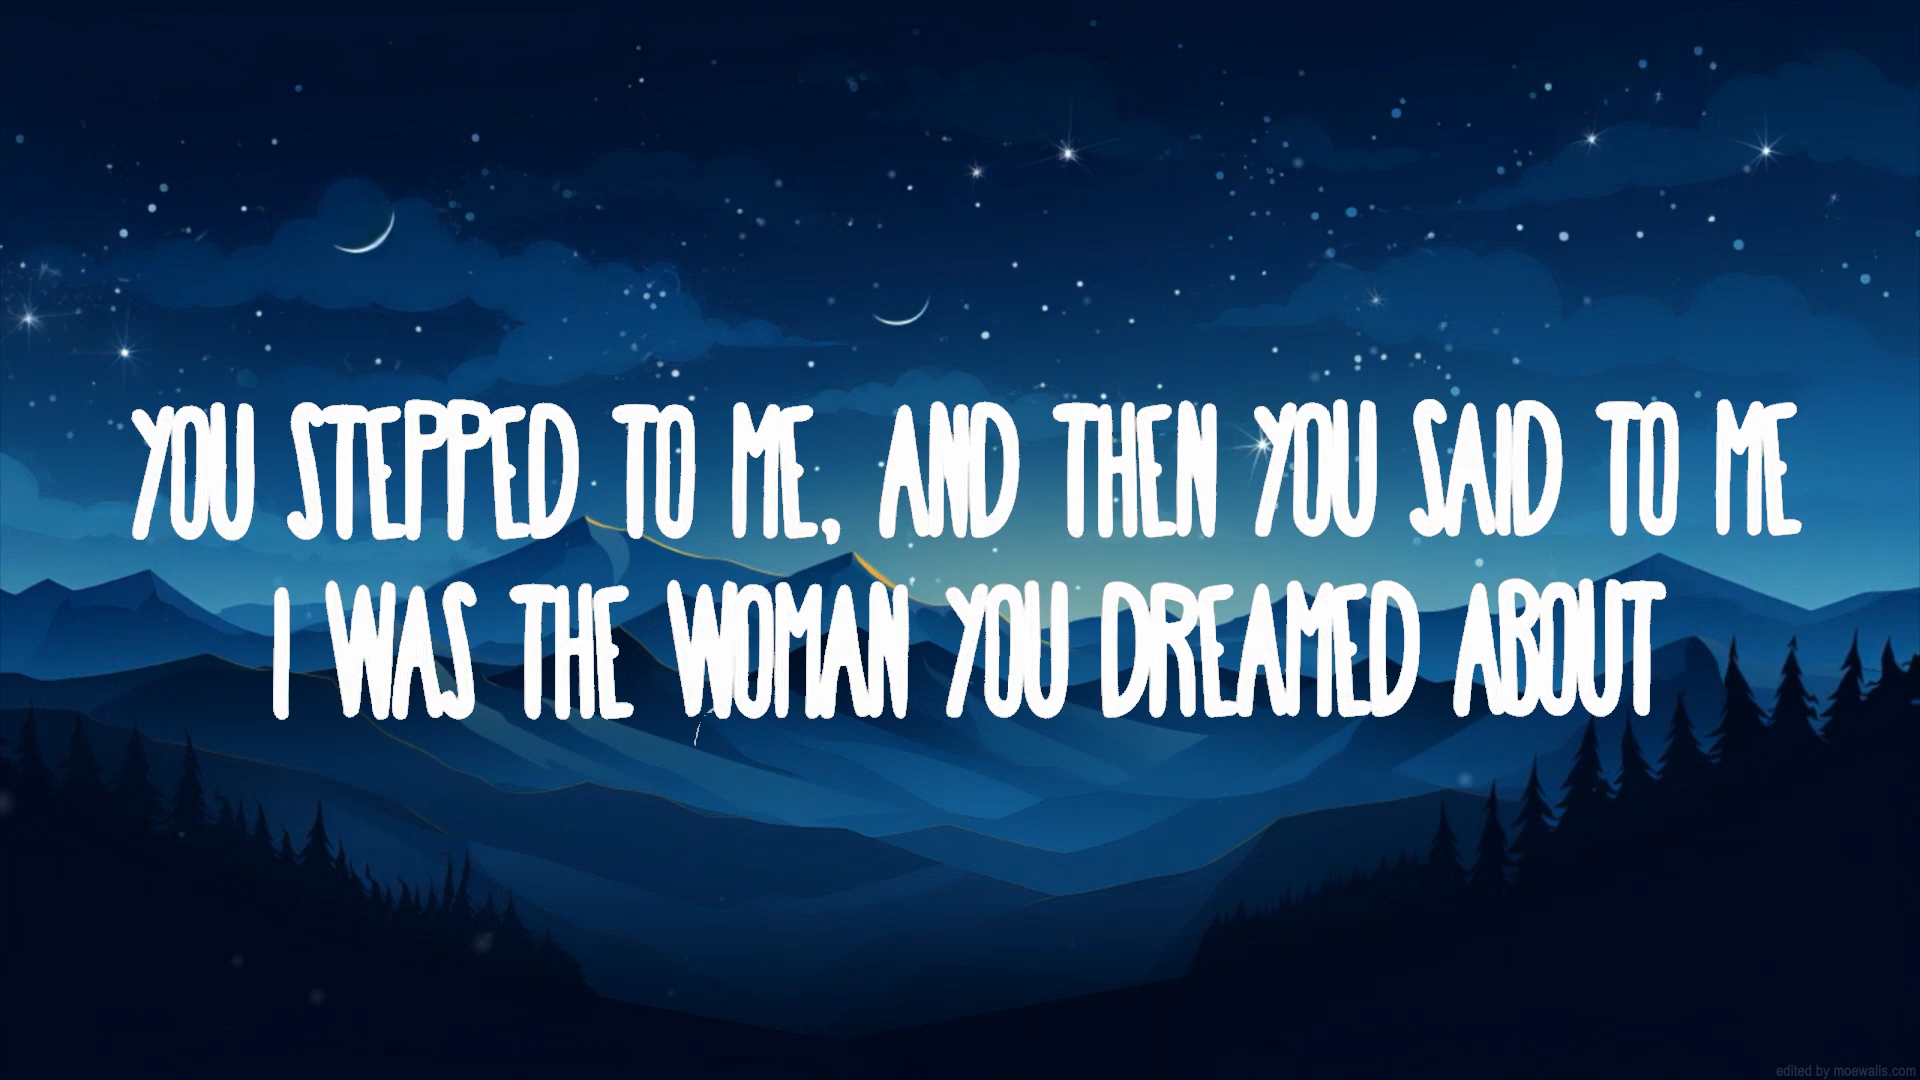 YOU STEPPED TO ME, AND THEN YOU SAID TO ME
I WAS THE WOMAN YOU DREAMED ABOUT
edited by moewalls.com